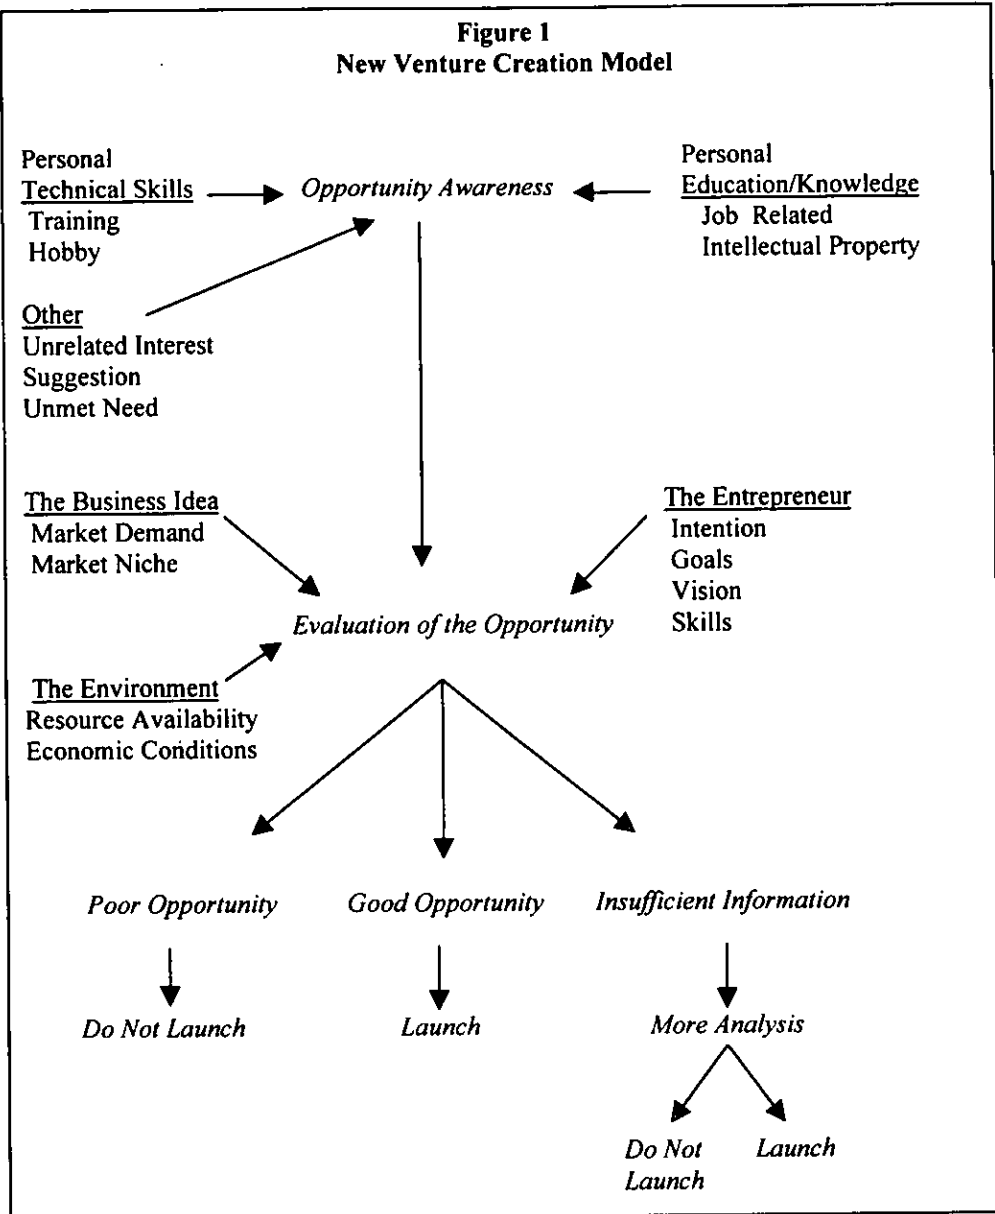 Figure 1
New Venture Creation Model
Personal
Technical Skills
Training
Hobby
Opportunity Awareness
Personal
Education/Knowledge
Job Related
Intellectual Property
Other
Unrelated Interest
Suggestion
Unmet Need
The Business Idea
Market Demand
Market Niche
The Entrepreneur
Intention
Goals
Vision
Skills
Evaluation of the Opportunity
The Environment
Resource Availability
Economic Conditions
Poor Opportunity
Good Opportunity
Insufficient Information
Do Not Launch
Launch
More Analysis
Do Not
Launch
Launch